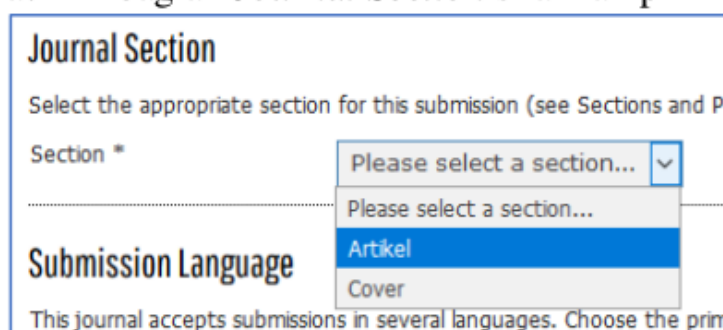 Journal Section
Select the appropriate section for this submission (see Sections and P
Section * Please select a section...
Please select a section...
Artikel
Submission Language
Cover
This journal accepts submissions in several languages. Choose the prim